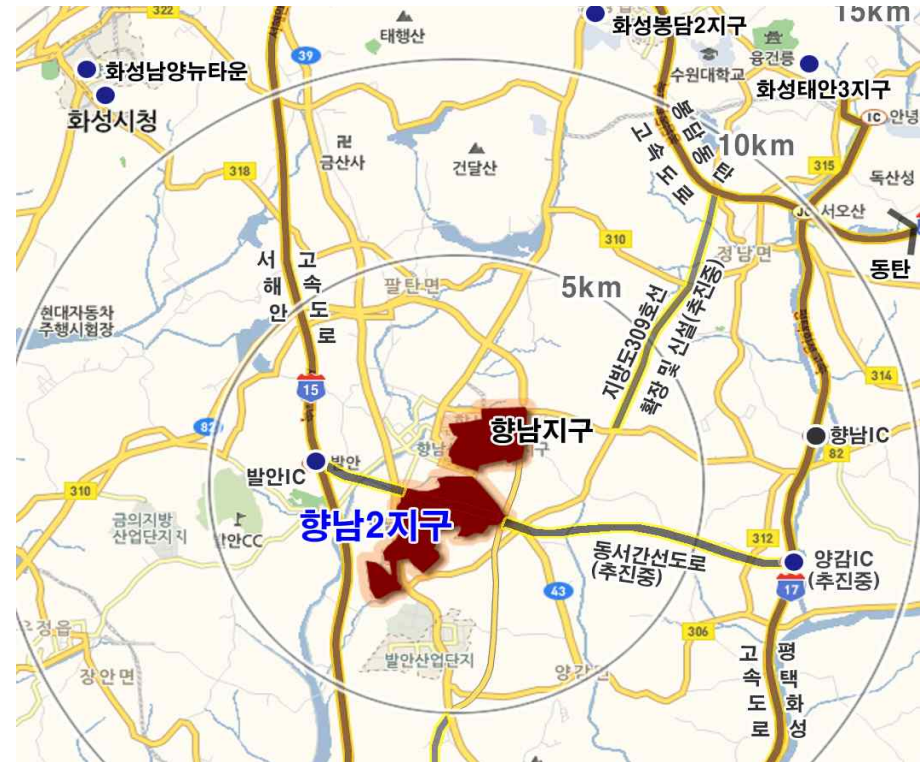 322
15km
태행산
화성봉담2지구
39
융건릉
수원대학교
화성남양뉴타운
화성태안3지구
화성시청
IC 안녕
봉담동탄
고속도로
10km
금산사
건달산
315
318
독산성
서오산
310
정남면
동탄
서해안
고속도로
5km
팔탄면
현대자동차
주행시험장
지방도309호선
확장 및 신설(추진중)
15
314
향남지구
82
향남IC
82
발안
발안IC
310
향남2지구
금의지방
산업단지
312
동서간선도로
(추진중)
양감IC
(추진중)
17
43
306
발안산업단지
장안면
양감면
평택화성
고속도로